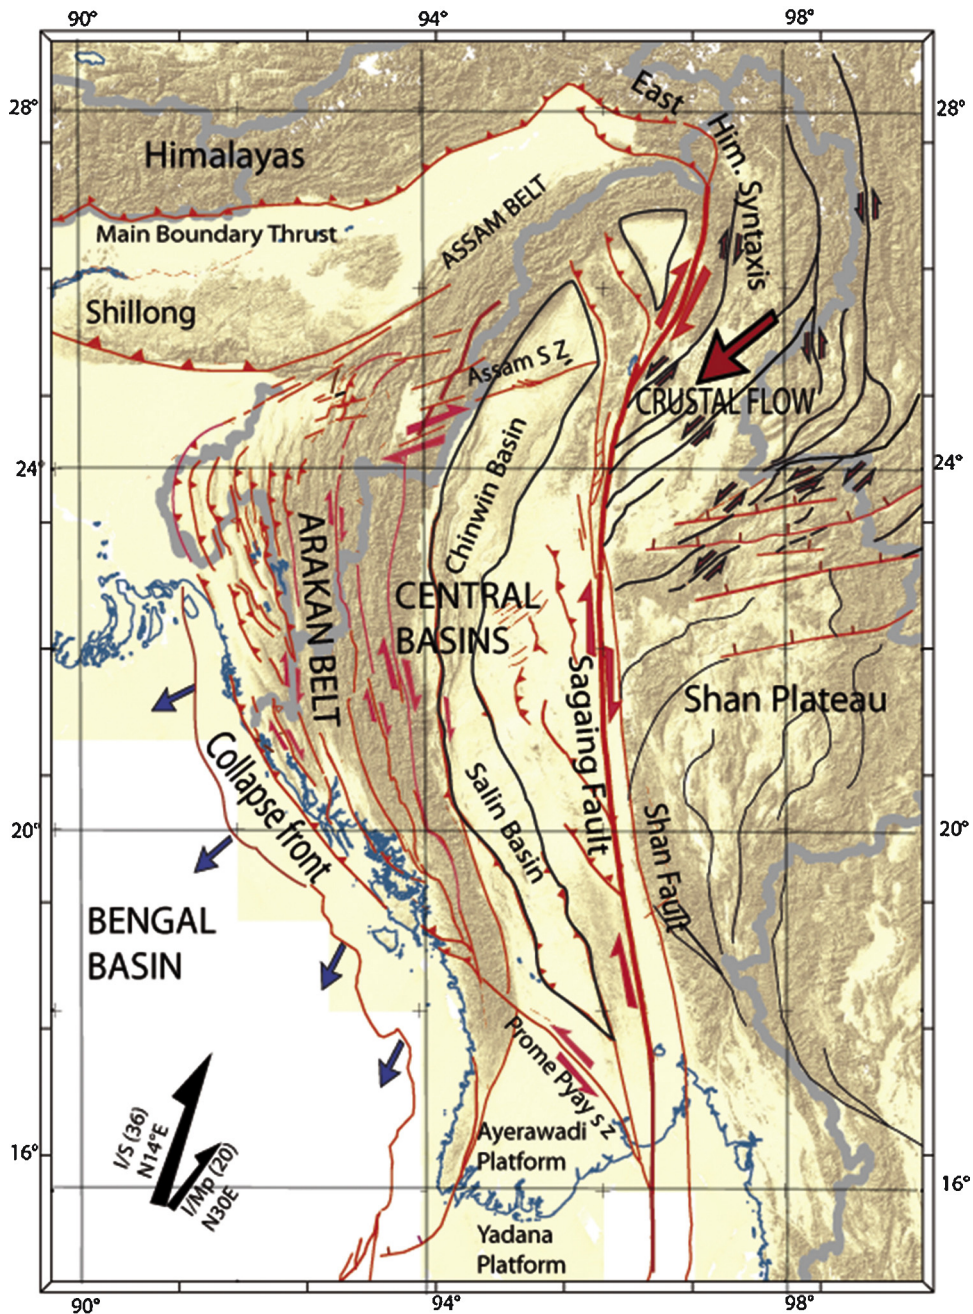 90°
94°
98°
28°
28°
East
Him. Syntaxis
Himalayas
ASSAM BELT
Main Boundary Thrust
Shillong
Assam S Z
CRUSTAL FLOW
24°
24°
Chinwin Basin
ARAKAN BELT
CENTRAL
BASINS
Sagaing Fault
Shan Plateau
Collapse front
Salin Basin
20°
20°
Shan Fault
BENGAL
BASIN
Prome Pyay S Z
I/S (36)
N14°E
I/Mp (20)
N30E
Ayerawadi
Platform
16°
16°
Yadana
Platform
90°
94°
98°